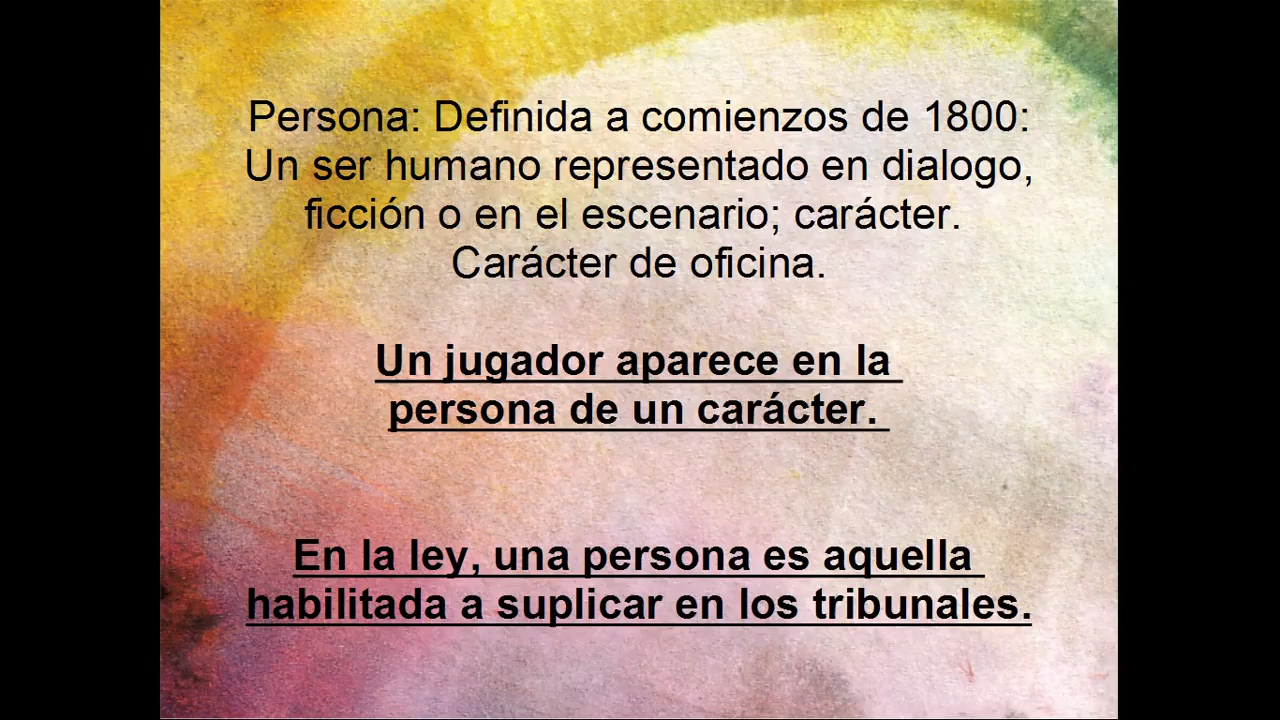 Persona: Definida a comienzos de 1800:
Un ser humano representado en dialogo,
ficción o en el escenario; carácter.
Carácter de oficina.
Un jugador aparece en la
persona de un carácter.
En la ley, una persona es aquella
habilitada a suplicar en los tribunales.